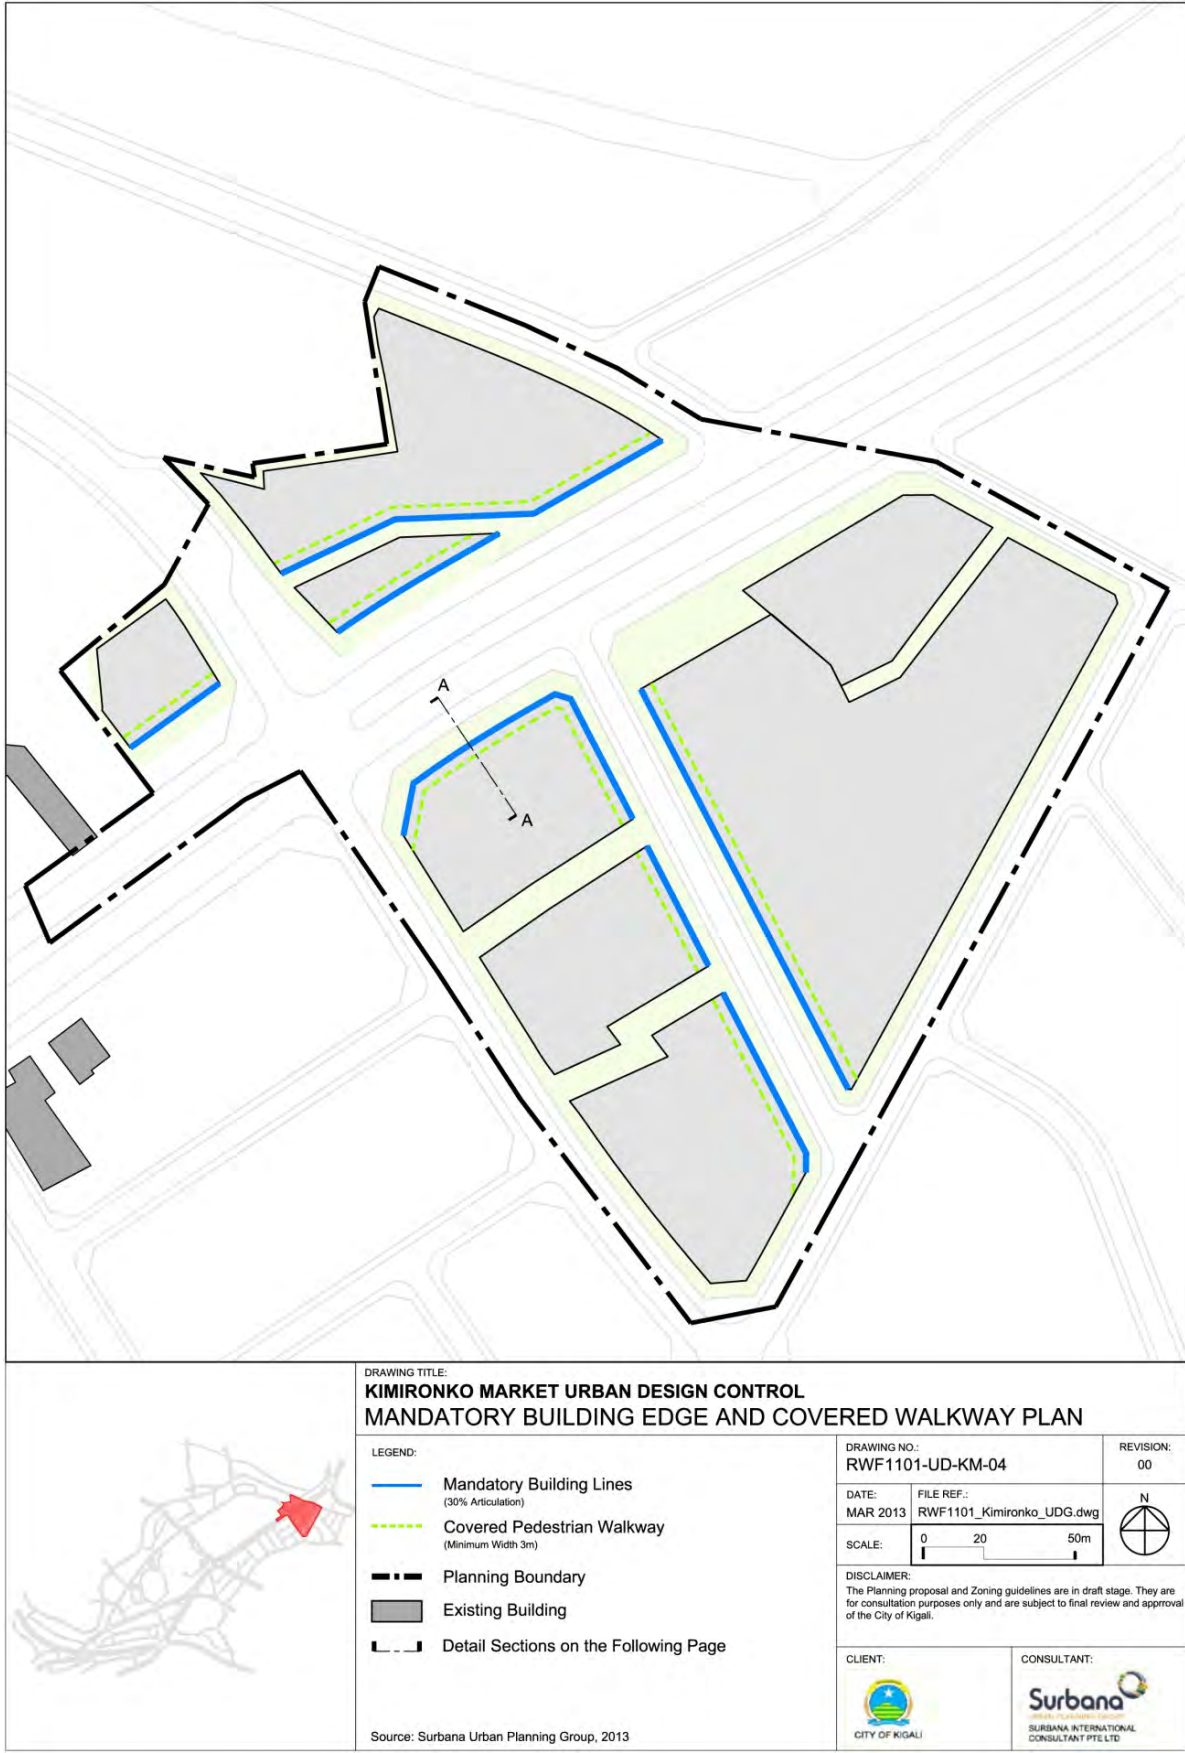 A
A
DRAWING TITLE:
KIMIRONKO MARKET URBAN DESIGN CONTROL
MANDATORY BUILDING EDGE AND COVERED WALKWAY PLAN
LEGEND:
Mandatory Building Lines
(30% Articulation)
Covered Pedestrian Walkway
(Minimum Width 3m)
Planning Boundary
Existing Building
Detail Sections on the Following Page
Source: Surbana Urban Planning Group, 2013
DRAWING NO.:
RWF1101-UD-KM-04
REVISION:
00
DATE:
MAR 2013
FILE REF.:
RWF1101_Kimironko_UDG.dwg
N
SCALE:
0 20 50m
DISCLAIMER:
The Planning proposal and Zoning guidelines are in draft stage. They are
for consultation purposes only and are subject to final review and approval
of the City of Kigali.
CLIENT:
CITY OF KIGALI
CONSULTANT:
Surbana
URBAN PLANNING GROUP
SURBANA INTERNATIONAL
CONSULTANT PTE LTD